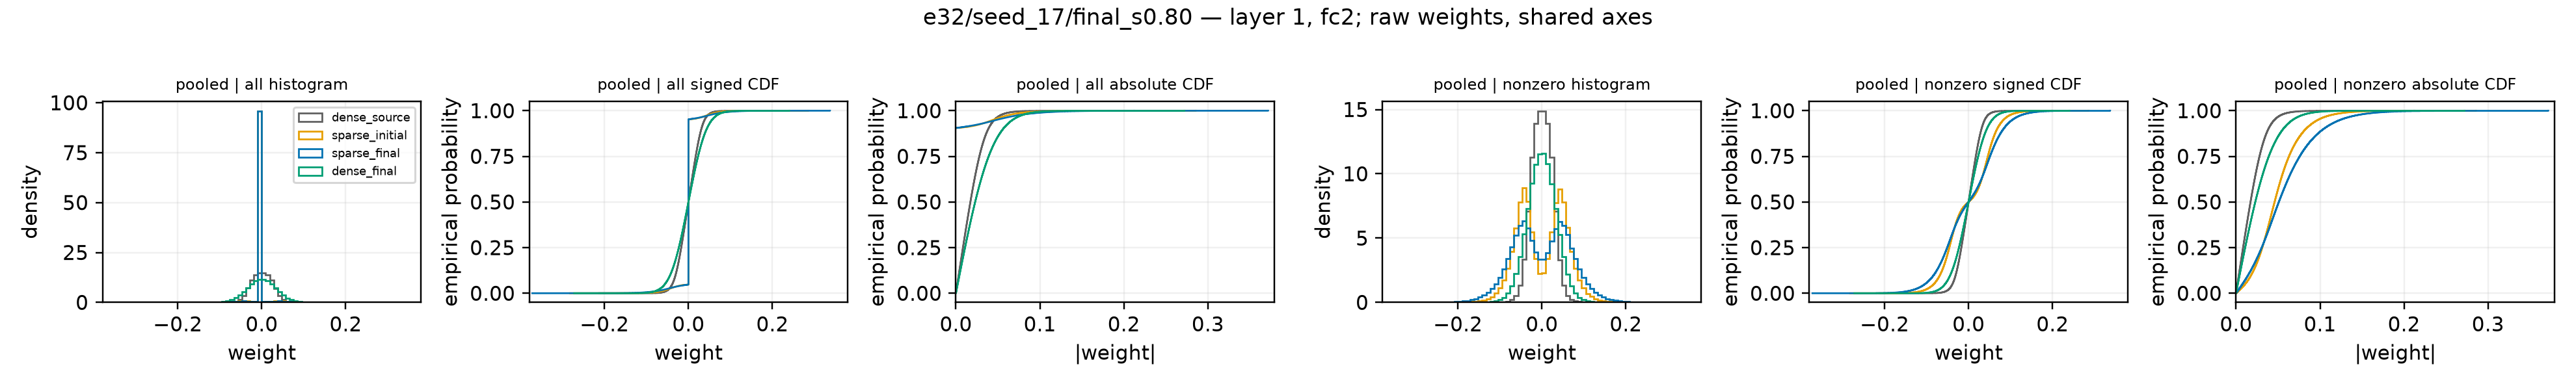 e32/seed_17/final_s0.80 — layer 1, fc2; raw weights, shared axes
pooled | all histogram
density
100
75
50
25
0
−0.2
0.0
0.2
weight
dense_source
sparse_initial
sparse_final
dense_final
pooled | all signed CDF
empirical probability
1.00
0.75
0.50
0.25
0.00
−0.2
0.0
0.2
weight
pooled | all absolute CDF
empirical probability
1.00
0.75
0.50
0.25
0.00
0.0
0.1
0.2
0.3
|weight|
pooled | nonzero histogram
density
15
10
5
0
−0.2
0.0
0.2
weight
pooled | nonzero signed CDF
empirical probability
1.00
0.75
0.50
0.25
0.00
−0.2
0.0
0.2
weight
pooled | nonzero absolute CDF
empirical probability
1.00
0.75
0.50
0.25
0.00
0.0
0.1
0.2
0.3
|weight|